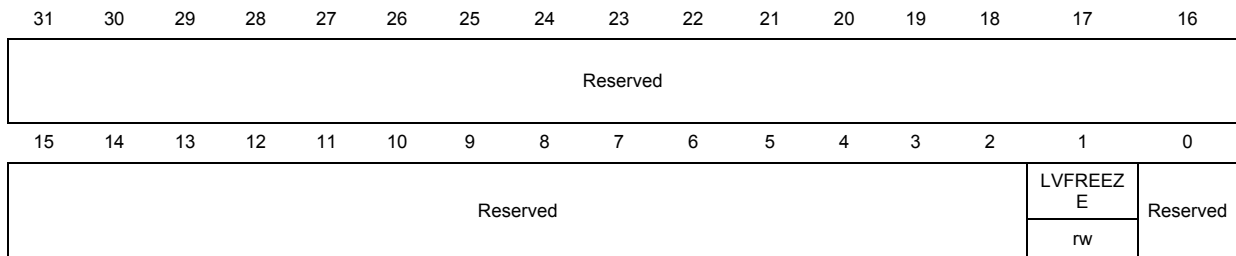 31 30 29 28 27 26 25 24 23 22 21 20 19 18 17 16
Reserved
15 14 13 12 11 10 9 8 7 6 5 4 3 2 1 0
Reserved
LVFREEZ
E
rw
Reserved